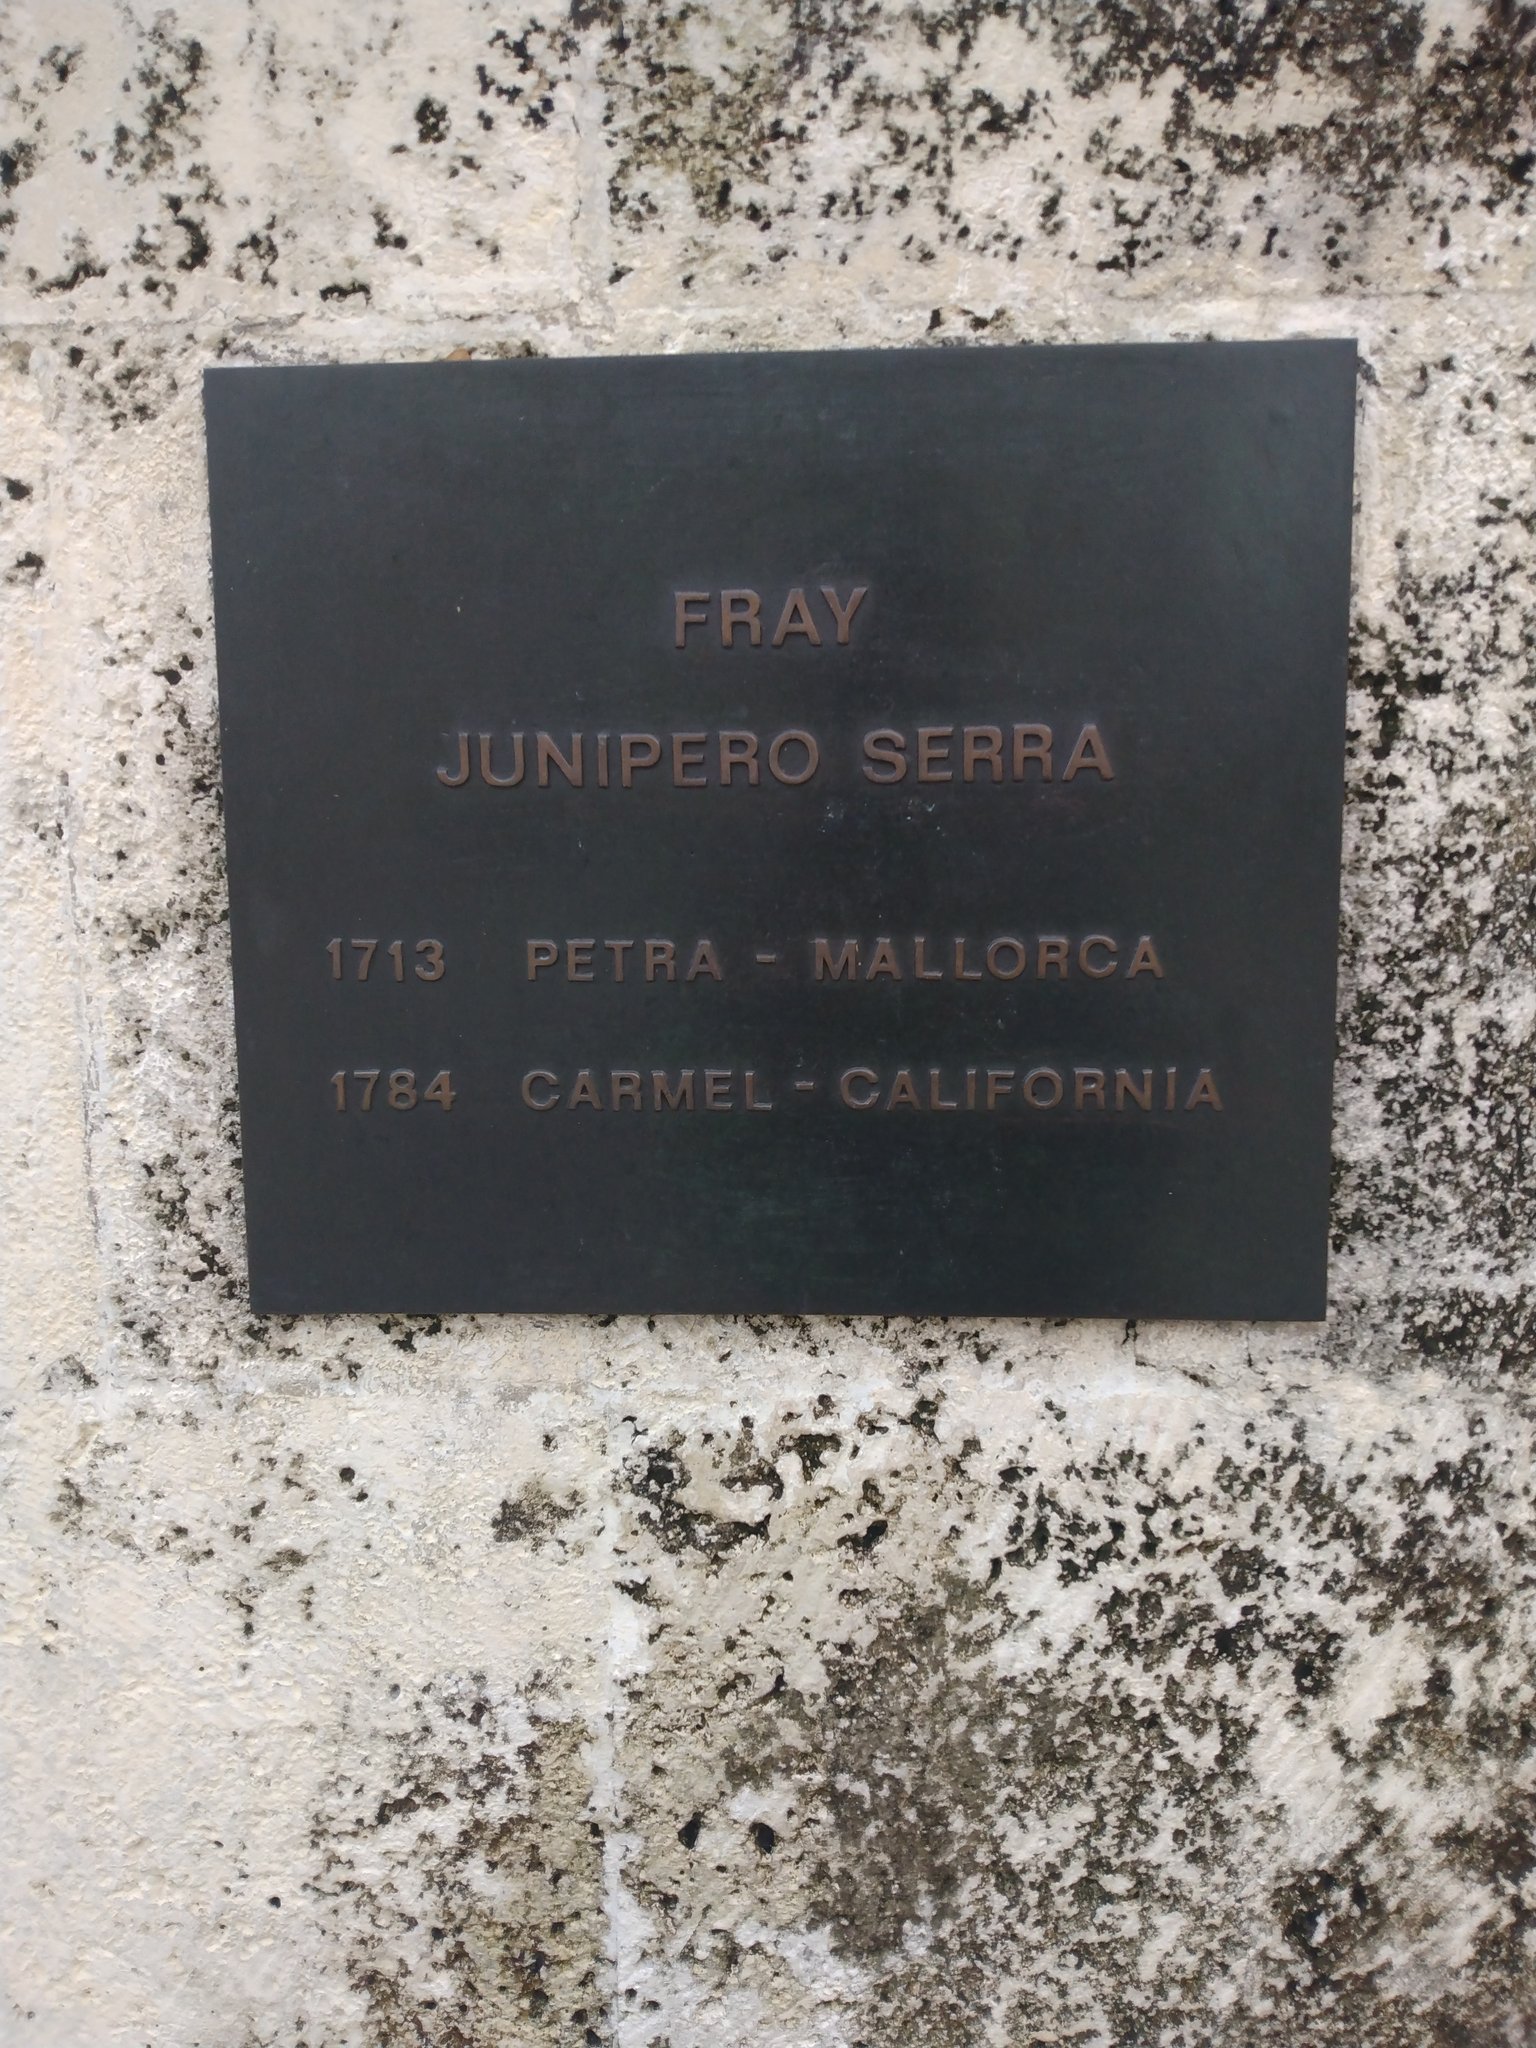 FRAY
JUNIPERO SERRA
1713 PETRA - MALLORCA
1784 CARMEL - CALIFORNIA